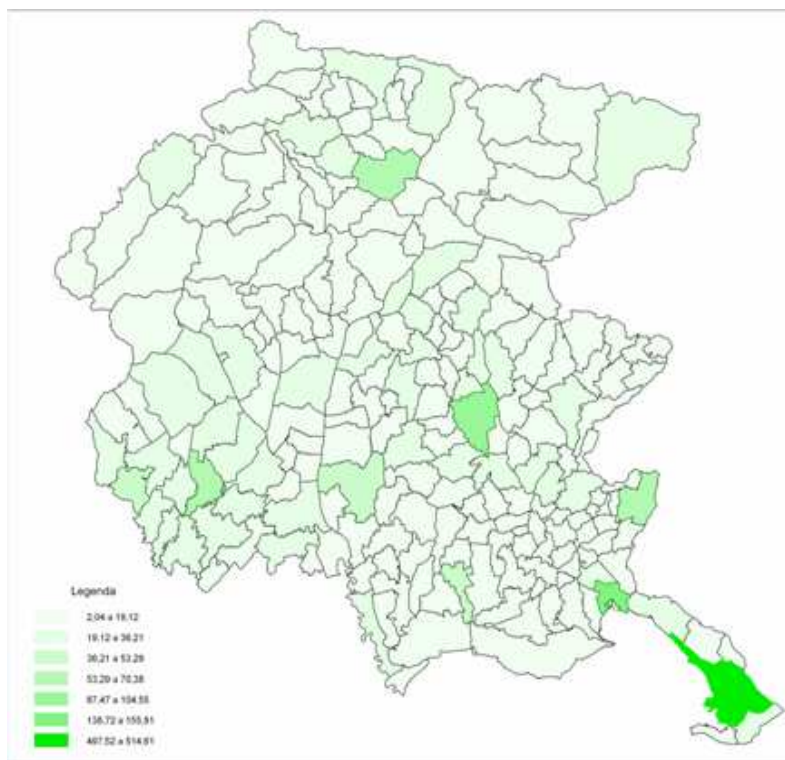 Legenda
2,04 a 19,12
19,12 a 36,21
36,21 a 53,29
53,29 a 70,38
87,47 a 104,55
138,72 a 155,81
497,52 a 514,61